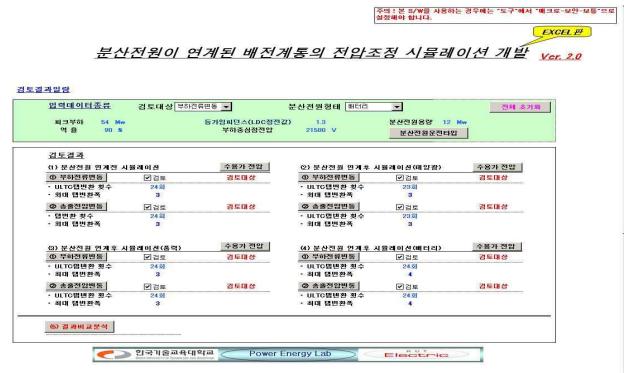 주의 : 본 S/W를 사용하는 경우에는 "도구"에서 "매크로-보안-보통"으로
설정해야 합니다.
EXCEL 판
분산전원이 연계된 배전계통의 전압조정 시뮬레이션 개발 Ver. 2.0
검토결과일람
입력데이터종류 검토대상 부하전류변동 분산전원형태 배터리 전체 초기화
피크부하 54 Mw 등가임피던스(LDC정정값) 1.3 분산전원용량 12 Mw
역 율 90 % 부하중심점전압 21500 V 분산전원운전타입
검토결과
(1) 분산전원 연계전 시뮬레이션 수용가 전압
① 부하전류변동 검토 검토대상
· ULTC탭변환 횟수 24회
· 최대 탭변환폭 3
② 송출전압변동 검토 검토대상
· 탭변환 횟수 24회
· 최대 탭변환폭 3
(2) 분산전원 연계후 시뮬레이션(태양광) 수용가 전압
① 부하전류변동 검토 검토대상
· ULTC탭변환 횟수 23회
· 최대 탭변환폭 3
② 송출전압변동 검토 검토대상
· ULTC탭변환 횟수 23회
· 최대 탭변환폭 3
(3) 분산전원 연계후 시뮬레이션(풍력) 수용가 전압
① 부하전류변동 검토 검토대상
· ULTC탭변환 횟수 24회
· 최대 탭변환폭 3
② 송출전압변동 검토 검토대상
· ULTC탭변환 횟수 24회
· 최대 탭변환폭 3
(4) 분산전원 연계후 시뮬레이션(배터리) 수용가 전압
① 부하전류변동 검토 검토대상
· ULTC탭변환 횟수 24회
· 최대 탭변환폭 4
② 송출전압변동 검토 검토대상
· ULTC탭변환 횟수 24회
· 최대 탭변환폭 4
(5) 결과비교분석
한국기술교육대학교 Power Energy Lab Electric